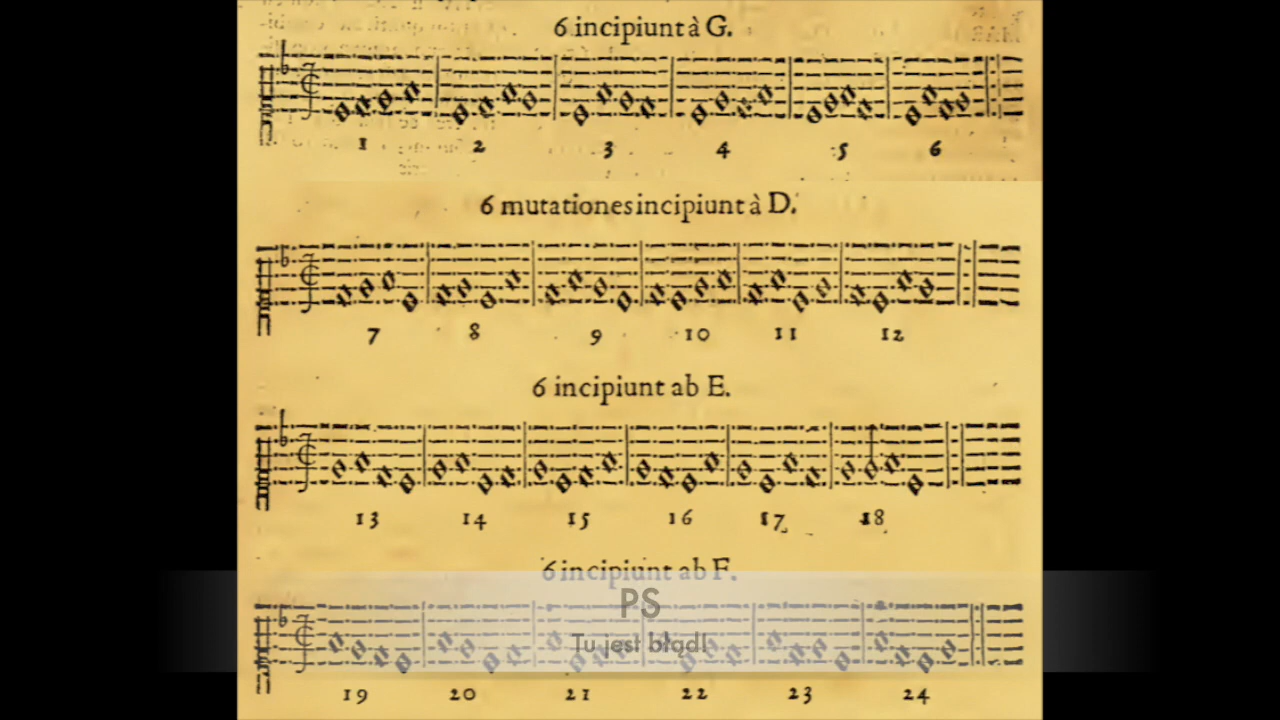 6 incipiunt à G.
1 2 3 4 5 6
6 mutationes incipiunt à D.
7 8 9 10 11 12
6 incipiunt ab E.
13 14 15 16 17 18
6 incipiunt ab F.
PS
Tu jest błąd!
19 20 21 22 23 24